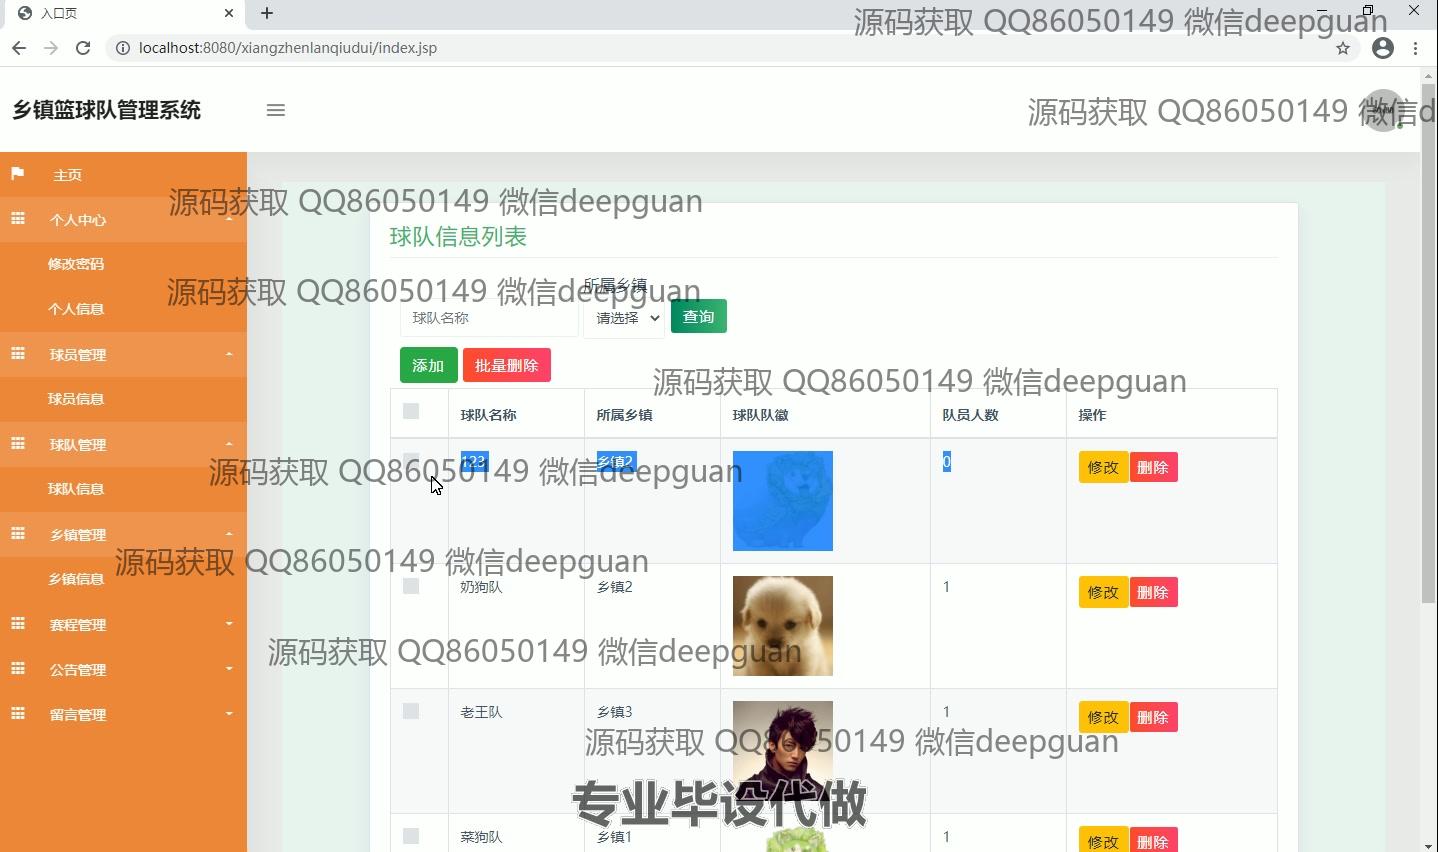 入口页
localhost:8080/xiangzhenlanqiudui/index.jsp
源码获取 QQ86050149 微信deepguan
乡镇篮球队管理系统
源码获取 QQ86050149 微信d
主页
个人中心
源码获取 QQ86050149 微信deepguan
球队信息列表
修改密码
所属乡镇
源码获取 QQ86050149 微信deepguan
个人信息
球队名称
请选择
查询
球员管理
添加
批量删除
源码获取 QQ86050149 微信deepguan
球员信息
球队名称 所属乡镇 球队队徽 队员人数 操作
球队管理
123 乡镇2 0 修改 删除
源码获取 QQ86050149 微信deepguan
球队信息
乡镇管理
源码获取 QQ86050149 微信deepguan
乡镇信息
奶狗队 乡镇2 1 修改 删除
赛程管理
源码获取 QQ86050149 微信deepguan
公告管理
留言管理
老王队 乡镇3 1 修改 删除
源码获取 QQ86050149 微信deepguan
专业毕设代做
菜狗队 乡镇1 1 修改 删除